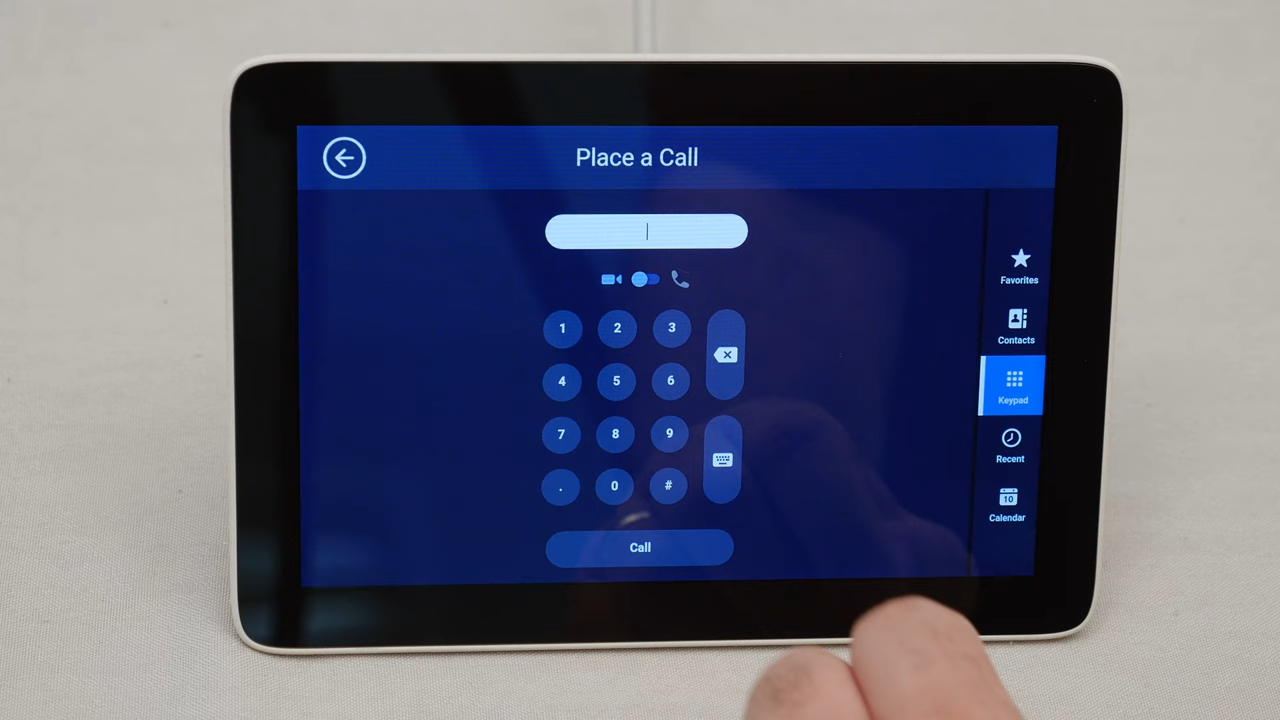 Place a Call
Favorites
Contacts
Keypad
Recent
10
Calendar
1 2 3
4 5 6
7 8 9
. 0 #
Call